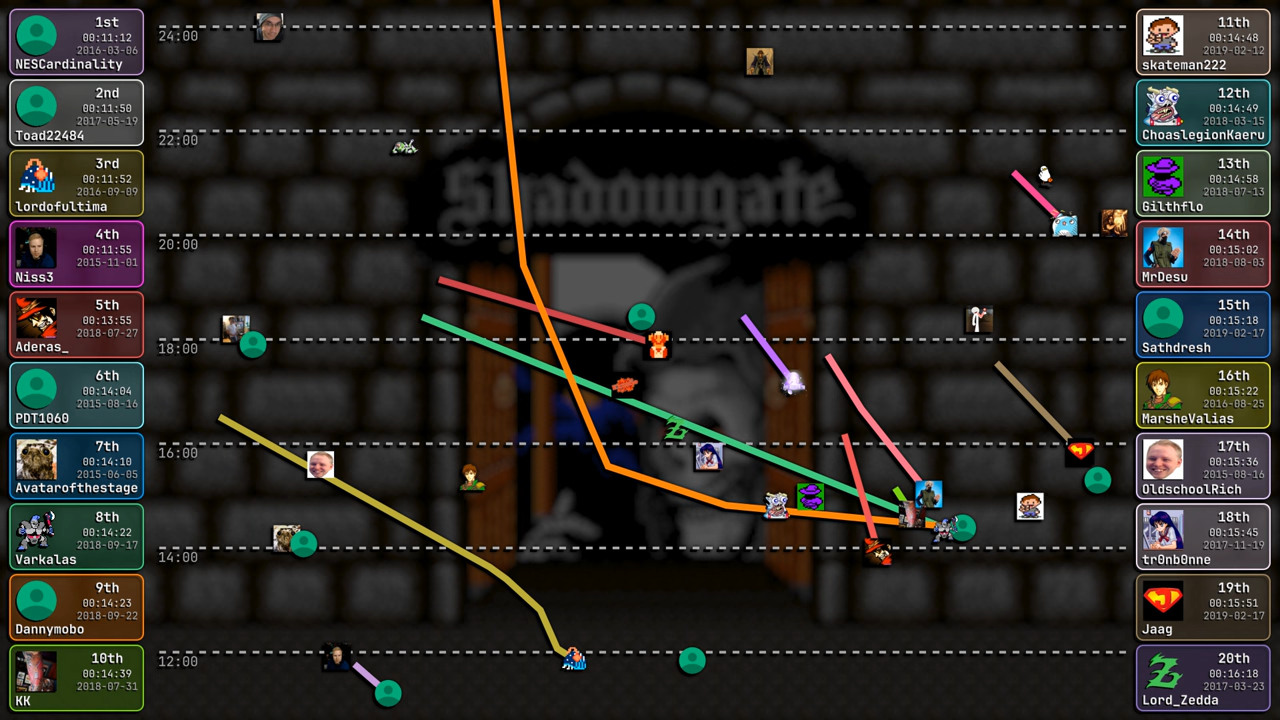 1st
00:11:12
2016-03-06
NESCardinality
2nd
00:11:50
2017-05-19
Toad22484
3rd
00:11:52
2016-09-09
lordofultima
4th
00:11:55
2015-11-01
Niss3
5th
00:13:55
2018-07-27
Aderas_
6th
00:14:04
2015-08-16
PDT1060
7th
00:14:10
2015-06-05
Avatarofthestage
8th
00:14:22
2018-09-17
Varkalas
9th
00:14:23
2018-09-22
Dannymobo
10th
00:14:39
2018-07-31
KK
24:00
22:00
20:00
18:00
16:00
14:00
12:00
Shadowgate
11th
00:14:48
2019-02-12
skateman222
12th
00:14:49
2018-03-15
ChoaslegionKaeru
13th
00:14:58
2018-07-13
Gilthflo
14th
00:15:02
2018-08-03
MrDesu
15th
00:15:18
2019-02-17
Sathdresh
16th
00:15:22
2016-08-25
MarsheValias
17th
00:15:36
2015-08-16
OldschoolRich
18th
00:15:45
2017-11-19
tr0nb0nne
19th
00:15:51
2019-02-17
Jaag
20th
00:16:18
2017-03-23
Lord_Zedda